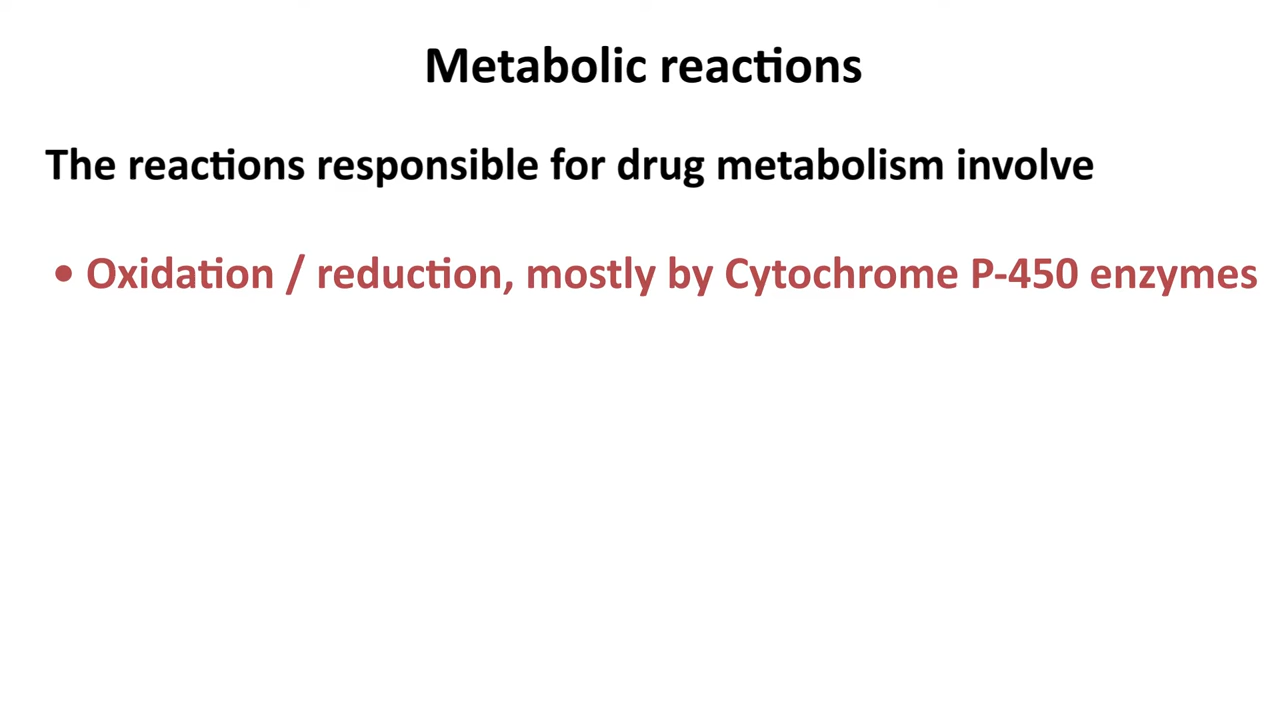 Metabolic reactions
The reactions responsible for drug metabolism involve
• Oxidation / reduction, mostly by Cytochrome P-450 enzymes